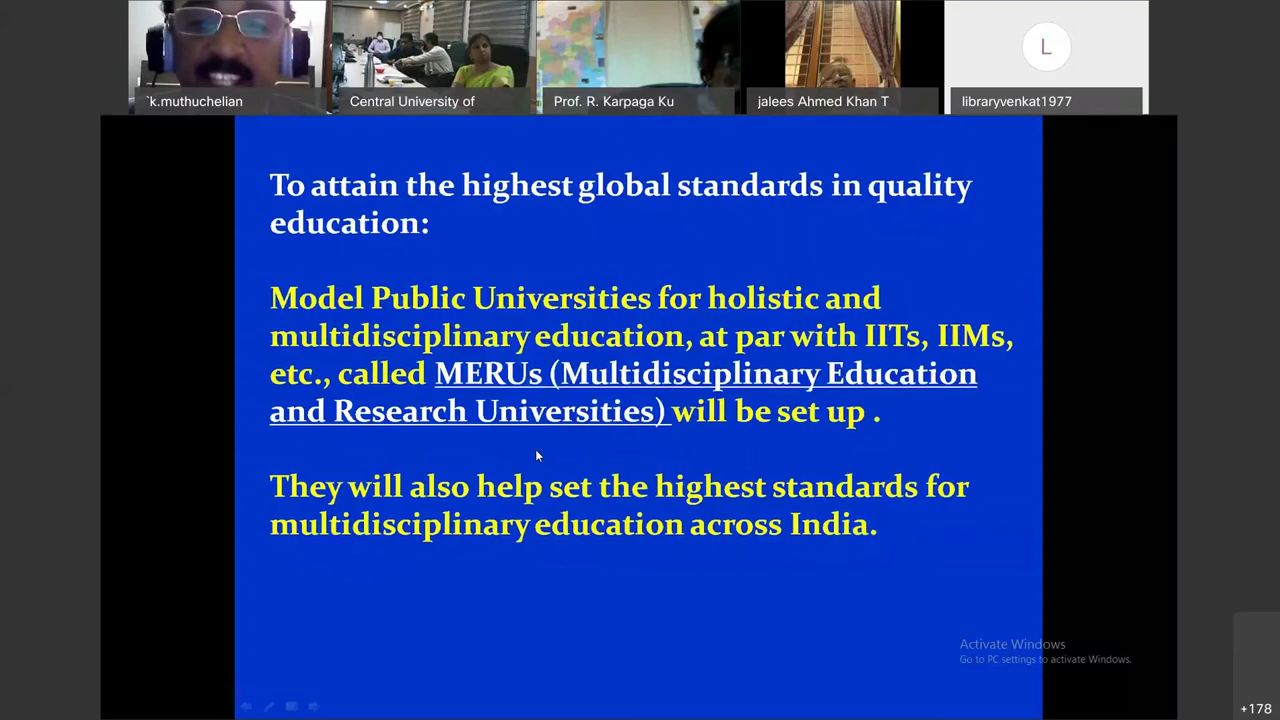 `k.muthuchelian
Central University of
Prof. R. Karpaga Ku
jalees Ahmed Khan T
L
libraryvenkat1977
To attain the highest global standards in quality
education:
Model Public Universities for holistic and
multidisciplinary education, at par with IITs, IIMs,
etc., called MERUs (Multidisciplinary Education
and Research Universities) will be set up .
They will also help set the highest standards for
multidisciplinary education across India.
Activate Windows
Go to PC settings to activate Windows.
+178